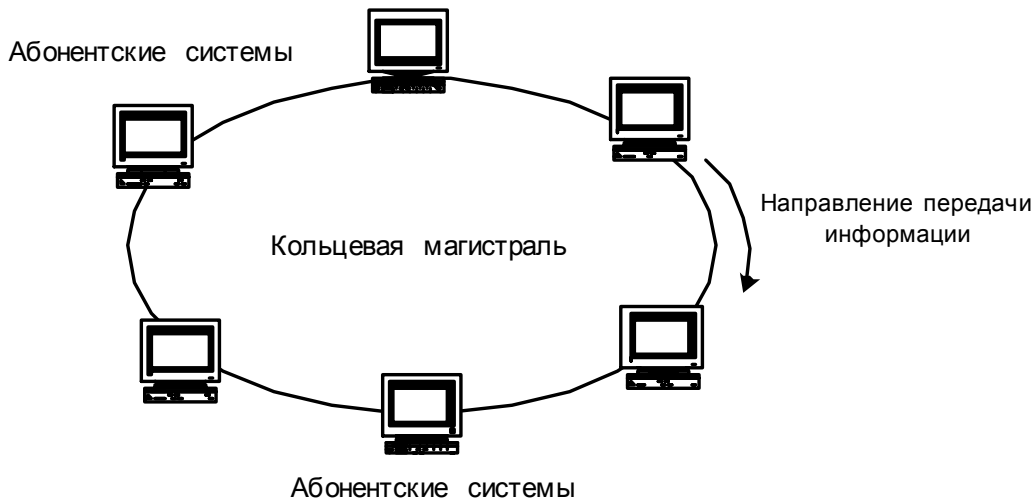 Абонентские системы
Направление передачи
информации
Кольцевая магистраль
Абонентские системы